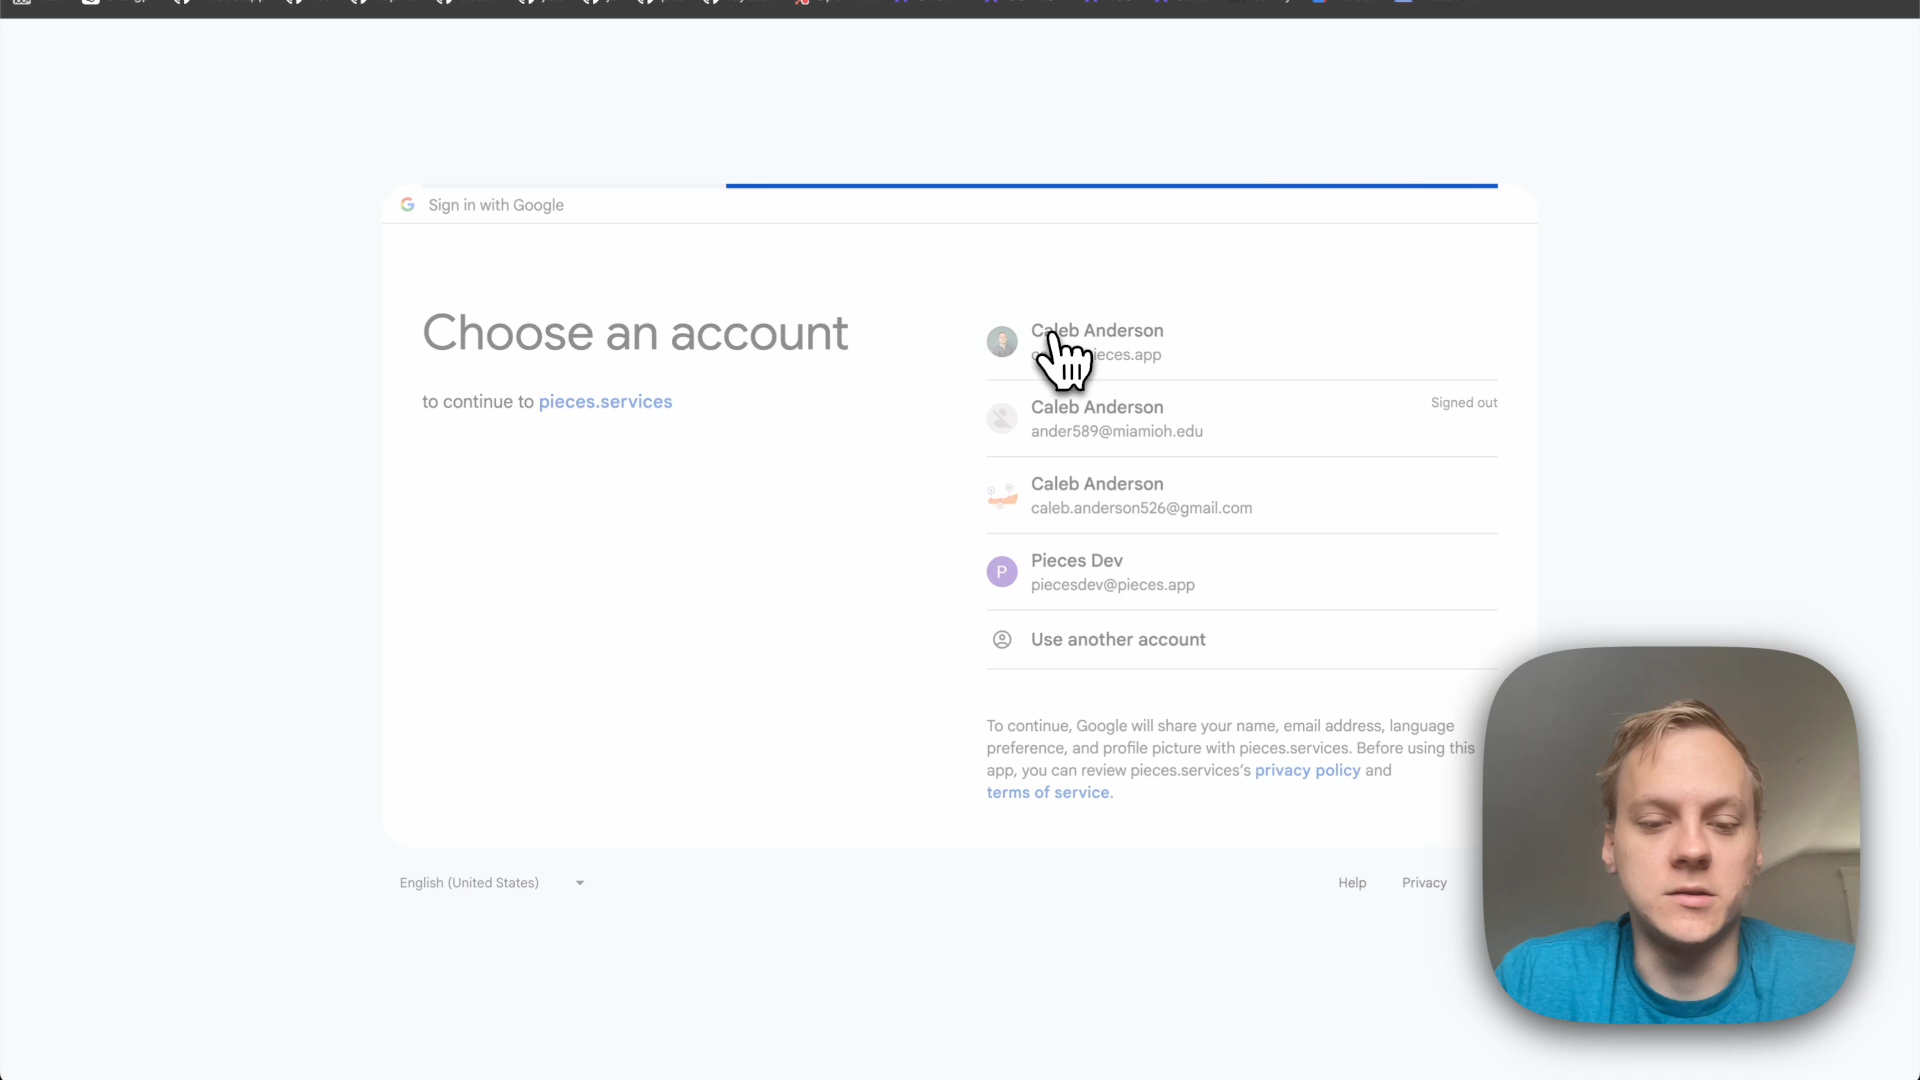 Sign in with Google
Choose an account
to continue to pieces.services
Caleb Anderson
ieces.app
Caleb Anderson
ander589@miamioh.edu
Signed out
Caleb Anderson
caleb.anderson526@gmail.com
P
Pieces Dev
piecesdev@pieces.app
Use another account
To continue, Google will share your name, email address, language
preference, and profile picture with pieces.services. Before using this
app, you can review pieces.services's privacy policy and
terms of service.
English (United States)
Help
Privacy